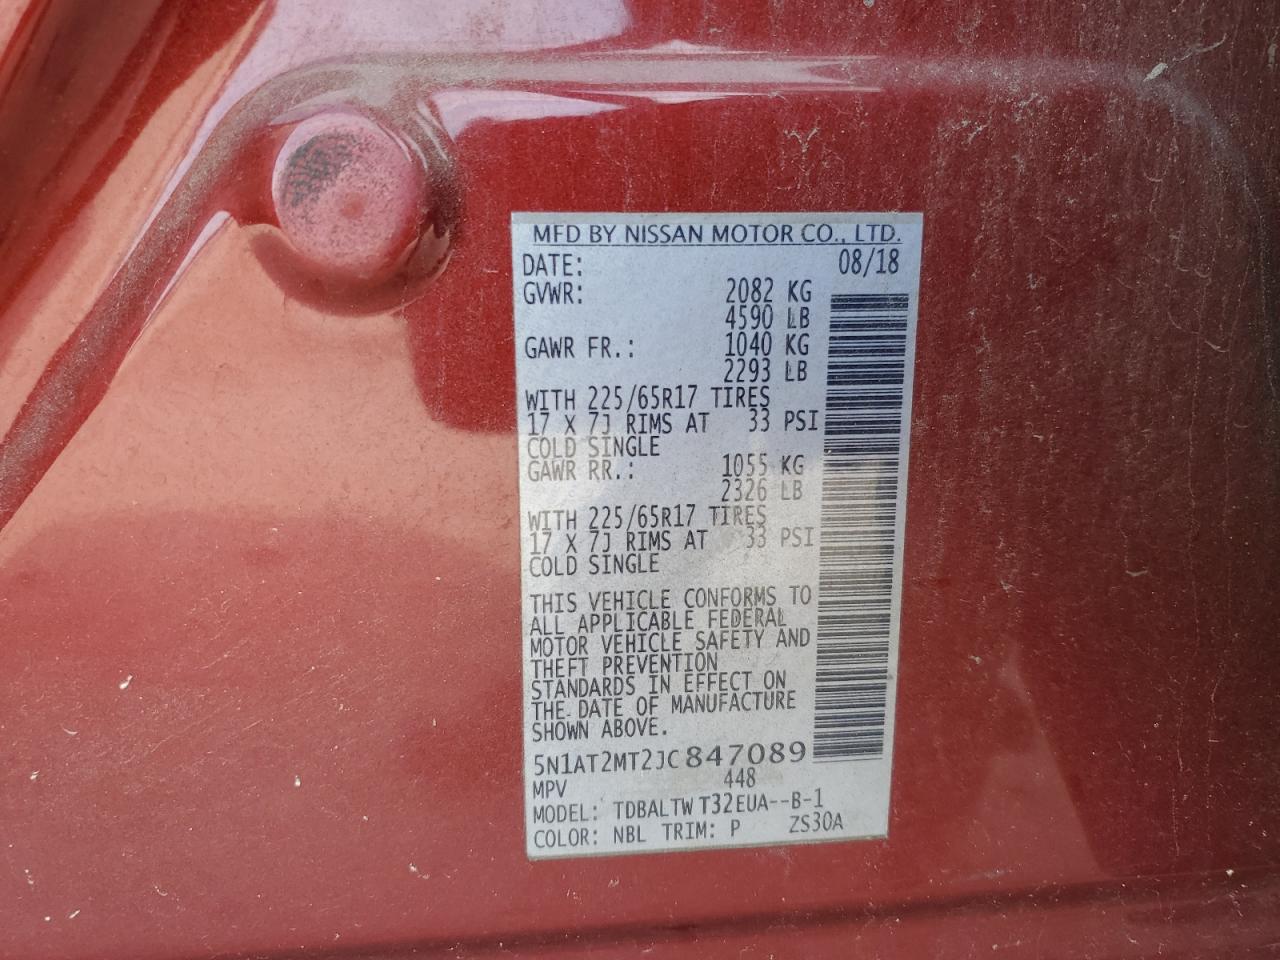 MFD BY NISSAN MOTOR CO., LTD.
DATE: 08/18
GVWR: 2082 KG
4590 LB
GAWR FR.: 1040 KG
2293 LB
WITH 225/65R17 TIRES
17 X 7J RIMS AT 33 PSI
COLD SINGLE
GAWR RR.: 1055 KG
2326 LB
WITH 225/65R17 TIRES
17 X 7J RIMS AT 33 PSI
COLD SINGLE
THIS VEHICLE CONFORMS TO
ALL APPLICABLE FEDERAL
MOTOR VEHICLE SAFETY AND
THEFT PREVENTION
STANDARDS IN EFFECT ON
THE DATE OF MANUFACTURE
SHOWN ABOVE.
5N1AT2MT2JC847089
MPV 448
MODEL: TDBALTW T32EUA--B-1
COLOR: NBL TRIM: P ZS30A